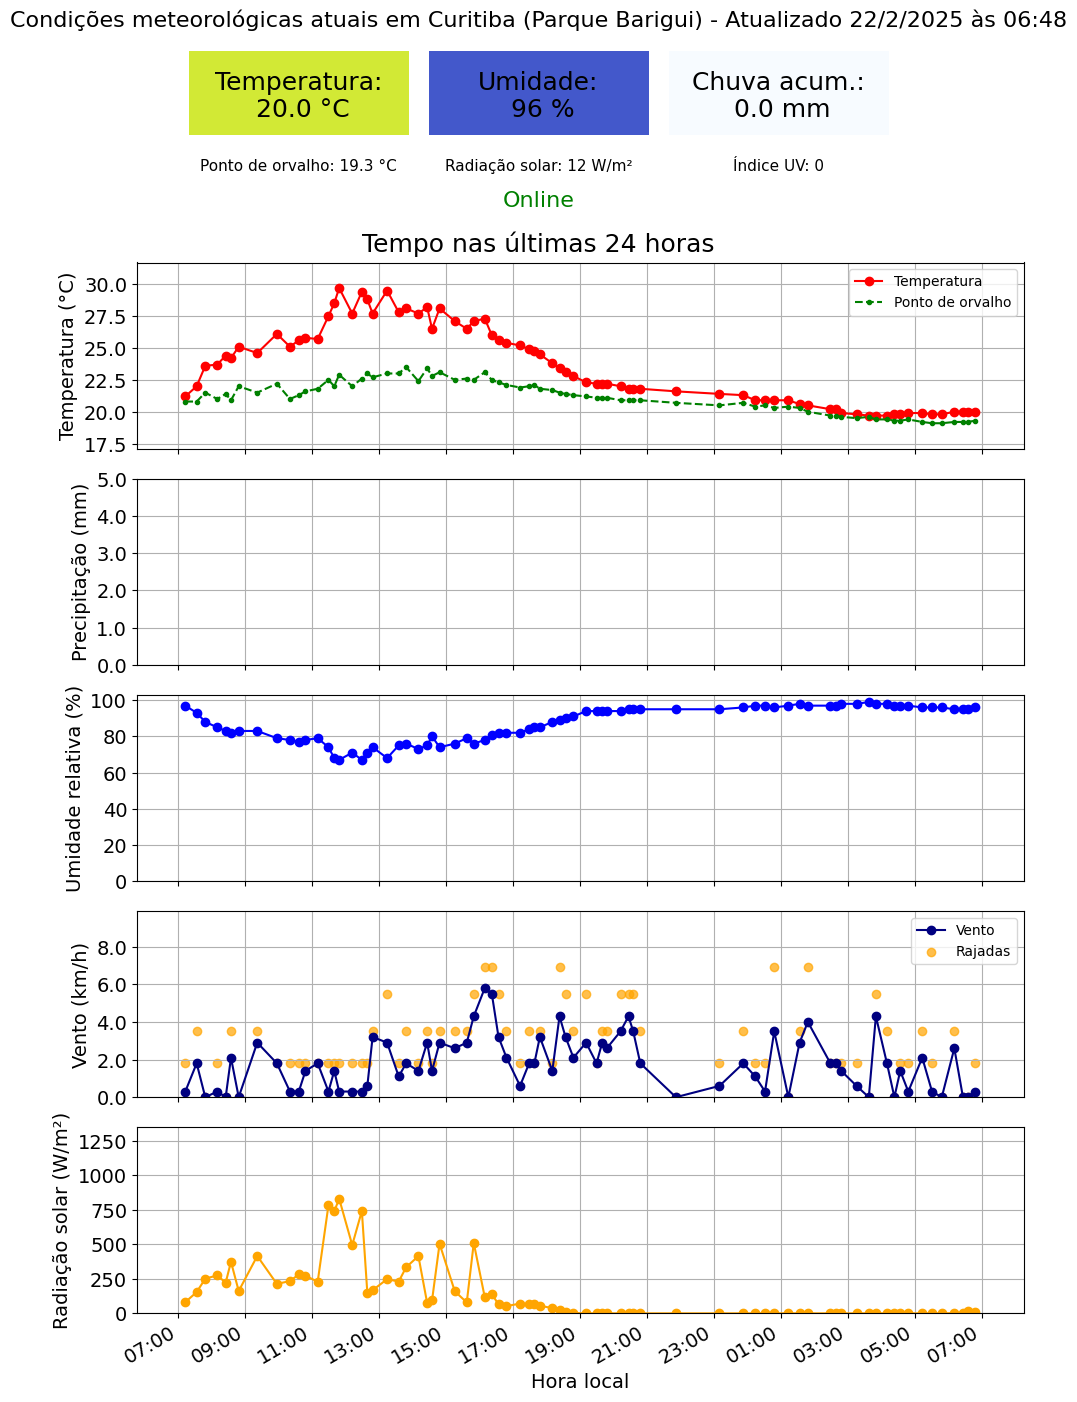 Condições meteorológicas atuais em Curitiba (Parque Barigui) - Atualizado 22/2/2025 às 06:48
Temperatura:
20.0 °C
Umidade:
96 %
Chuva acum.:
0.0 mm
Ponto de orvalho: 19.3 °C
Radiação solar: 12 W/m²
Índice UV: 0
Online
Tempo nas últimas 24 horas
Temperatura (°C)
30.0
27.5
25.0
22.5
20.0
17.5
Temperatura
Ponto de orvalho
Precipitação (mm)
5.0
4.0
3.0
2.0
1.0
0.0
Umidade relativa (%)
100
80
60
40
20
0
Vento (km/h)
8.0
6.0
4.0
2.0
0.0
Vento
Rajadas
Radiação solar (W/m²)
1250
1000
750
500
250
0
07:00
09:00
11:00
13:00
15:00
17:00
19:00
21:00
23:00
01:00
03:00
05:00
07:00
Hora local